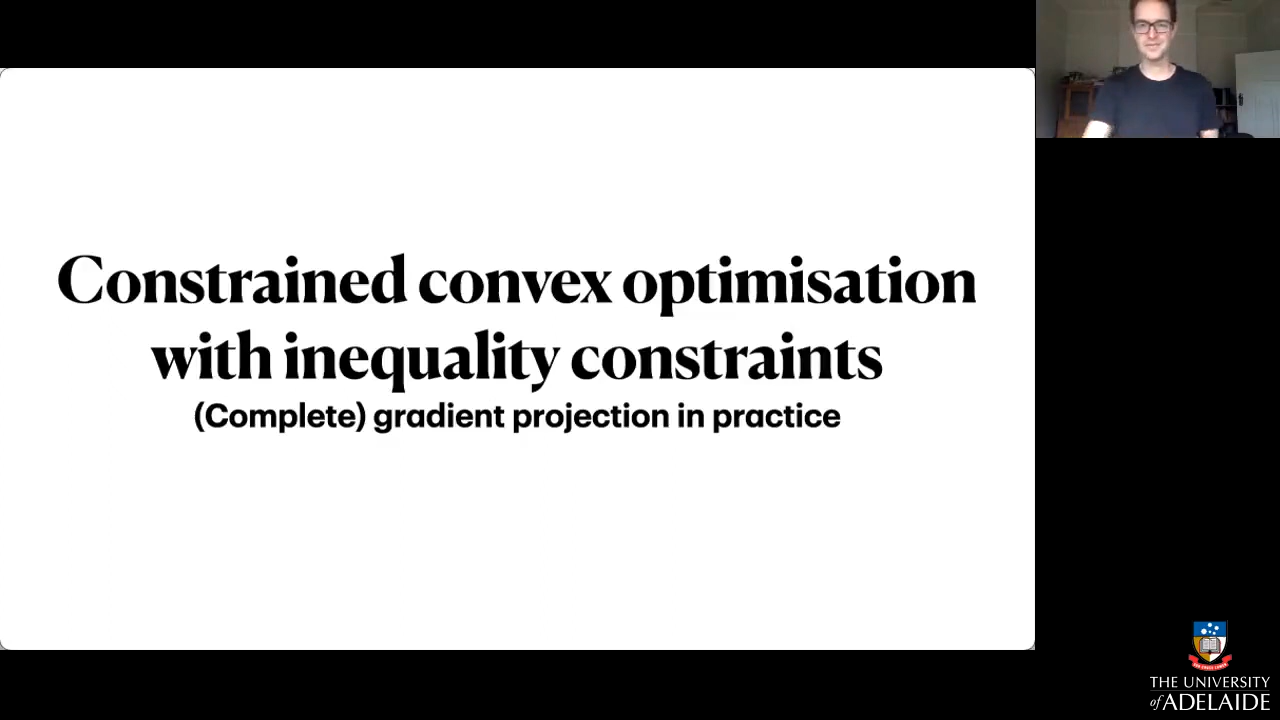 Constrained convex optimisation
with inequality constraints
(Complete) gradient projection in practice
THE UNIVERSITY
of ADELAIDE